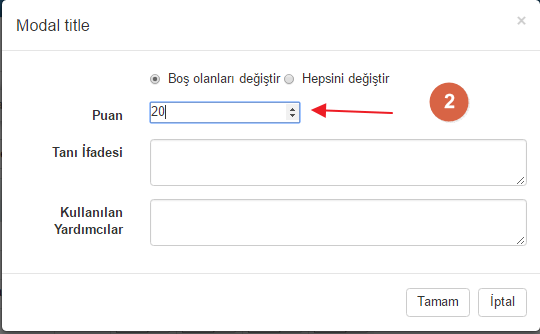 Modal title ×
Boş olanları değiştir Hepsini değiştir
Puan 20
2
Tanı İfadesi
Kullanılan
Yardımcılar
Tamam İptal